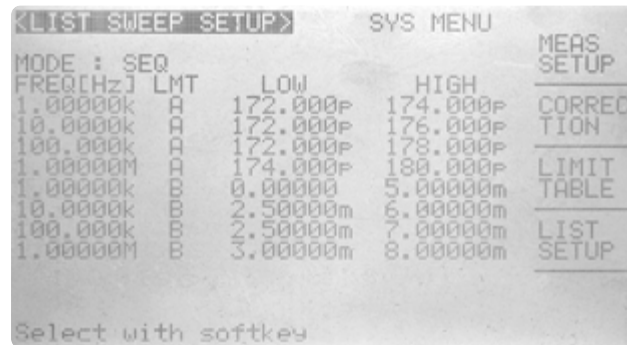 <LIST SWEEP SETUP> SYS MENU
MODE : SEQ
FREQ[Hz] LMT LOW HIGH
1.00000k A 172.000p 174.000p
10.0000k A 172.000p 176.000p
100.000k A 172.000p 178.000p
1.00000M A 174.000p 180.000p
1.00000k B 0.00000 5.00000m
10.0000k B 2.50000m 6.00000m
100.000k B 2.50000m 7.00000m
1.00000M B 3.00000m 8.00000m
Select with softkey
MEAS
SETUP
CORREC
TION
LIMIT
TABLE
LIST
SETUP